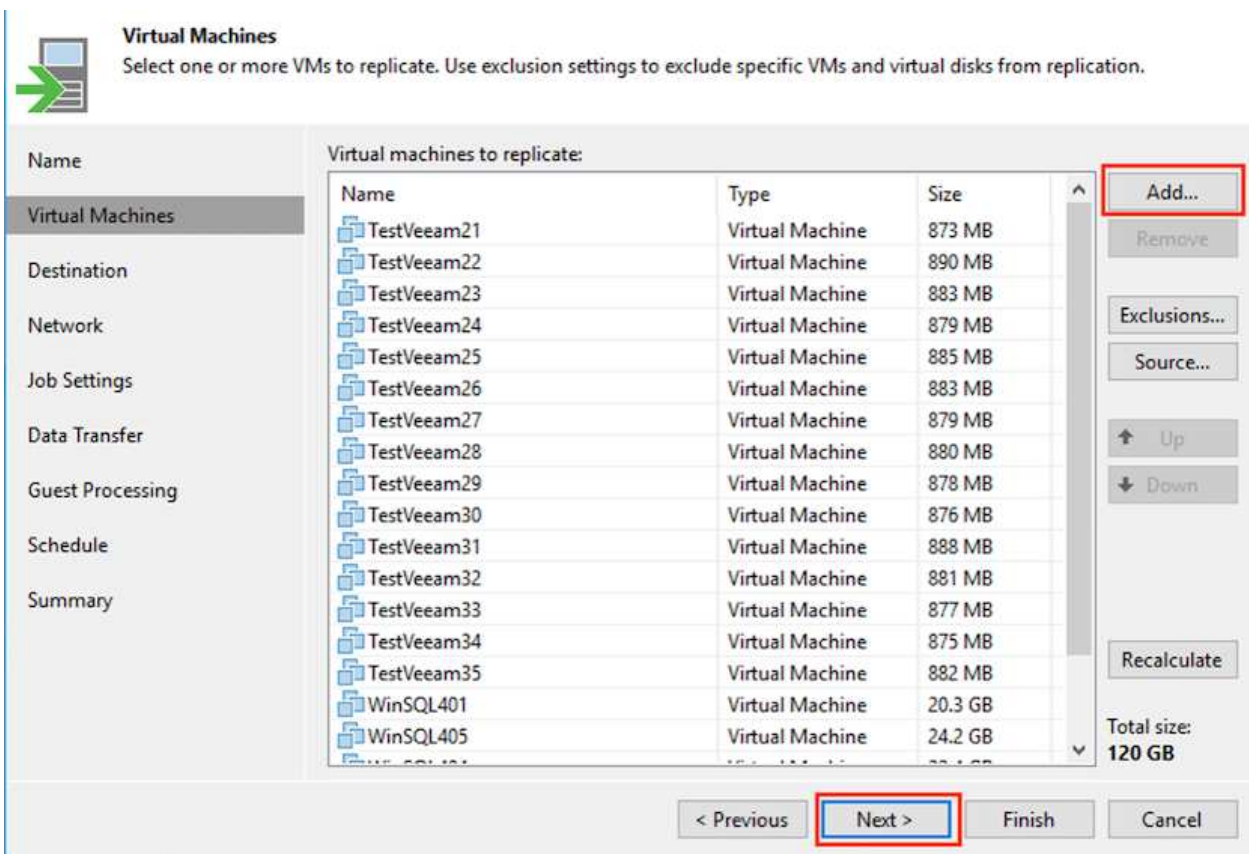 Virtual Machines
Select one or more VMs to replicate. Use exclusion settings to exclude specific VMs and virtual disks from replication.
Name
Virtual Machines
Destination
Network
Job Settings
Data Transfer
Guest Processing
Schedule
Summary
Virtual machines to replicate:
Name Type Size
TestVeeam21 Virtual Machine 873 MB
TestVeeam22 Virtual Machine 890 MB
TestVeeam23 Virtual Machine 883 MB
TestVeeam24 Virtual Machine 879 MB
TestVeeam25 Virtual Machine 885 MB
TestVeeam26 Virtual Machine 883 MB
TestVeeam27 Virtual Machine 879 MB
TestVeeam28 Virtual Machine 880 MB
TestVeeam29 Virtual Machine 878 MB
TestVeeam30 Virtual Machine 876 MB
TestVeeam31 Virtual Machine 888 MB
TestVeeam32 Virtual Machine 881 MB
TestVeeam33 Virtual Machine 877 MB
TestVeeam34 Virtual Machine 875 MB
TestVeeam35 Virtual Machine 882 MB
WinSQL401 Virtual Machine 20.3 GB
WinSQL405 Virtual Machine 24.2 GB
Add...
Remove
Exclusions...
Source...
Up
Down
Recalculate
Total size:
120 GB
< Previous
Next >
Finish
Cancel